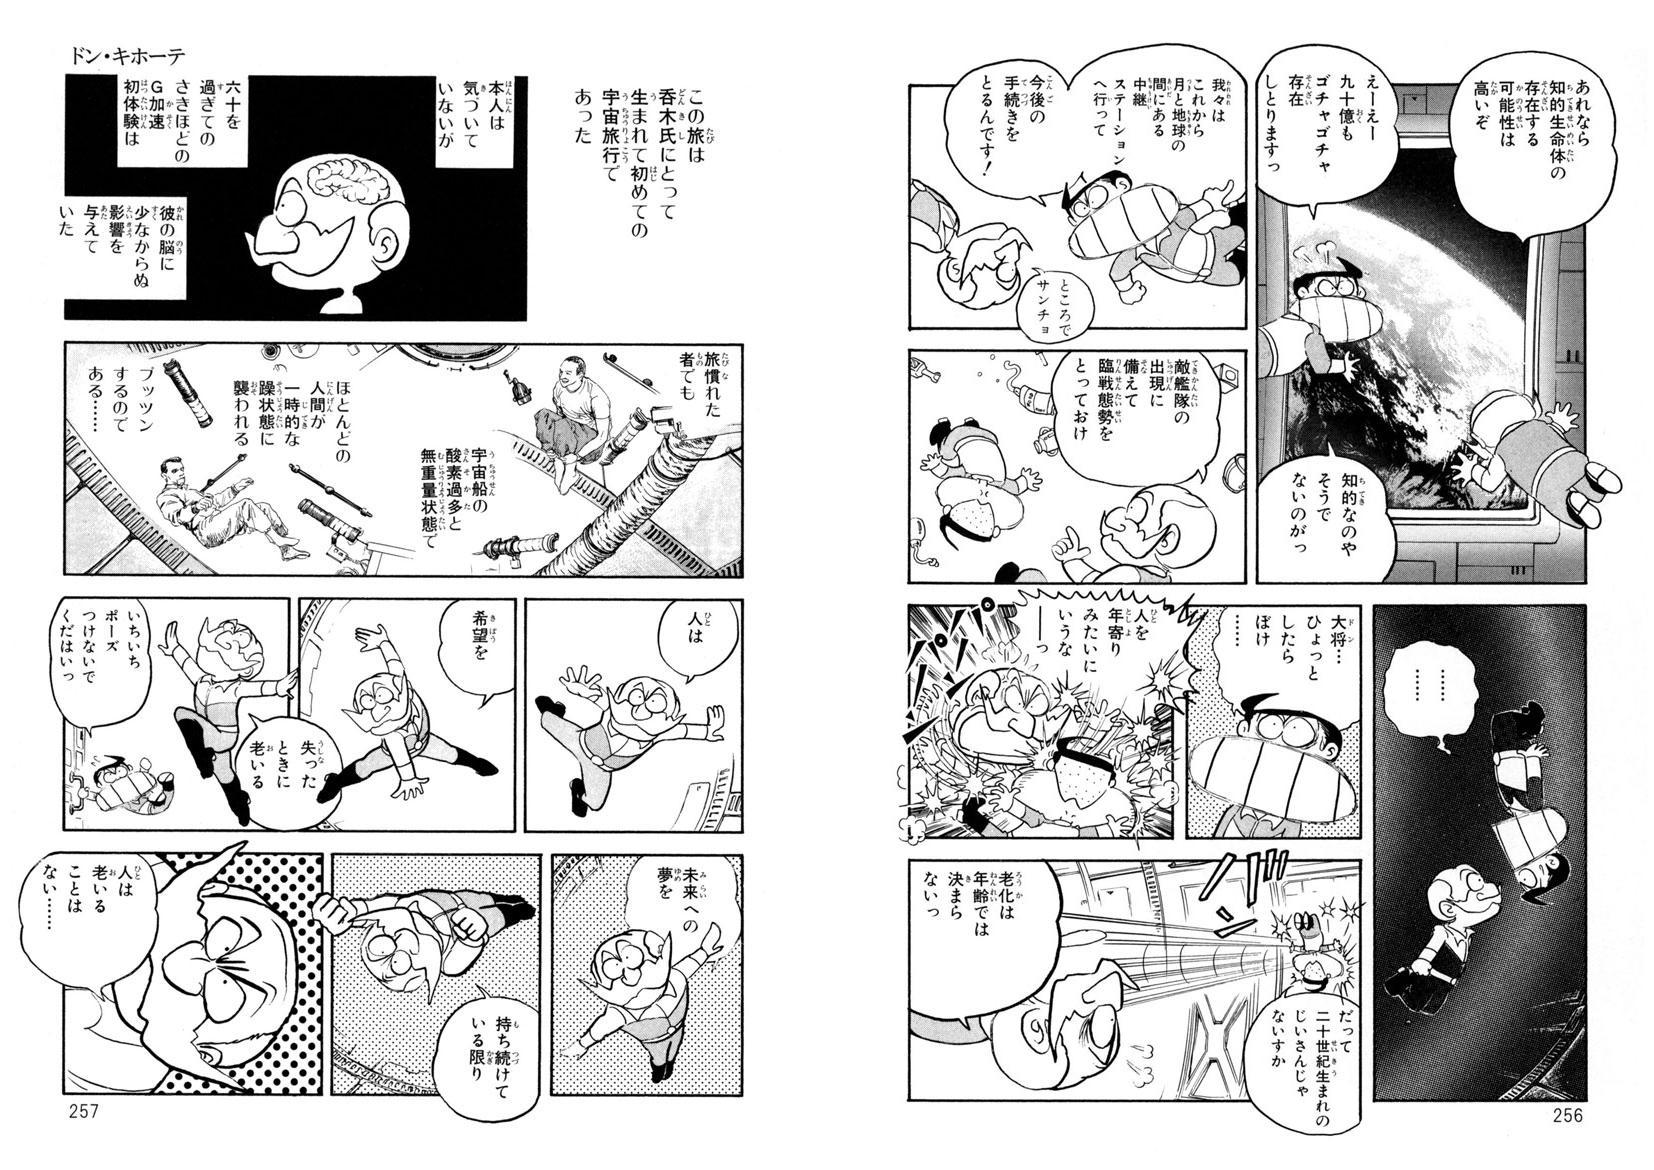 あれなら
知的生命体の
存在する
可能性は
高いぞ
えーえー
九十億も
ゴチャゴチャ
存在
しとりますっ
知的なのや
そうで
ないのがっ
我々は
これから
月と地球の
間にある
中継
ステーション
へ行って
今後の
手続きを
とるんです！
ところで
サンチョ
敵艦隊の
出現に
備えて
臨戦態勢を
とっておけ
………
………
大将…
ひょっと
したら
ぼけ
……
人を
年寄り
みたいに
いうな
──っ
パパパパ
だって
二十世紀生まれの
じいさんじゃ
ないすか
老化は
年齢では
決まら
ないっ
256
ドン・キホーテ
この旅は
呑木氏にとって
生まれて初めての
宇宙旅行で
あった
本人は
気づいて
いないが
六十を
過ぎての
さきほどの
G加速
初体験は
彼の脳に
少なからぬ
影響を
与えて
いた
旅慣れた
者でも
宇宙船の
酸素過多と
無重量状態で
ほとんどの
人間が
一時的な
躁状態に
襲われる
プッツン
するので
ある……
人は
希望を
失った
ときに
老いる
いちいち
ポーズ
つけないで
くだはいっ
未来への
夢を
持ち続けて
いる限り
人は
老いる
ことは
ない……
257